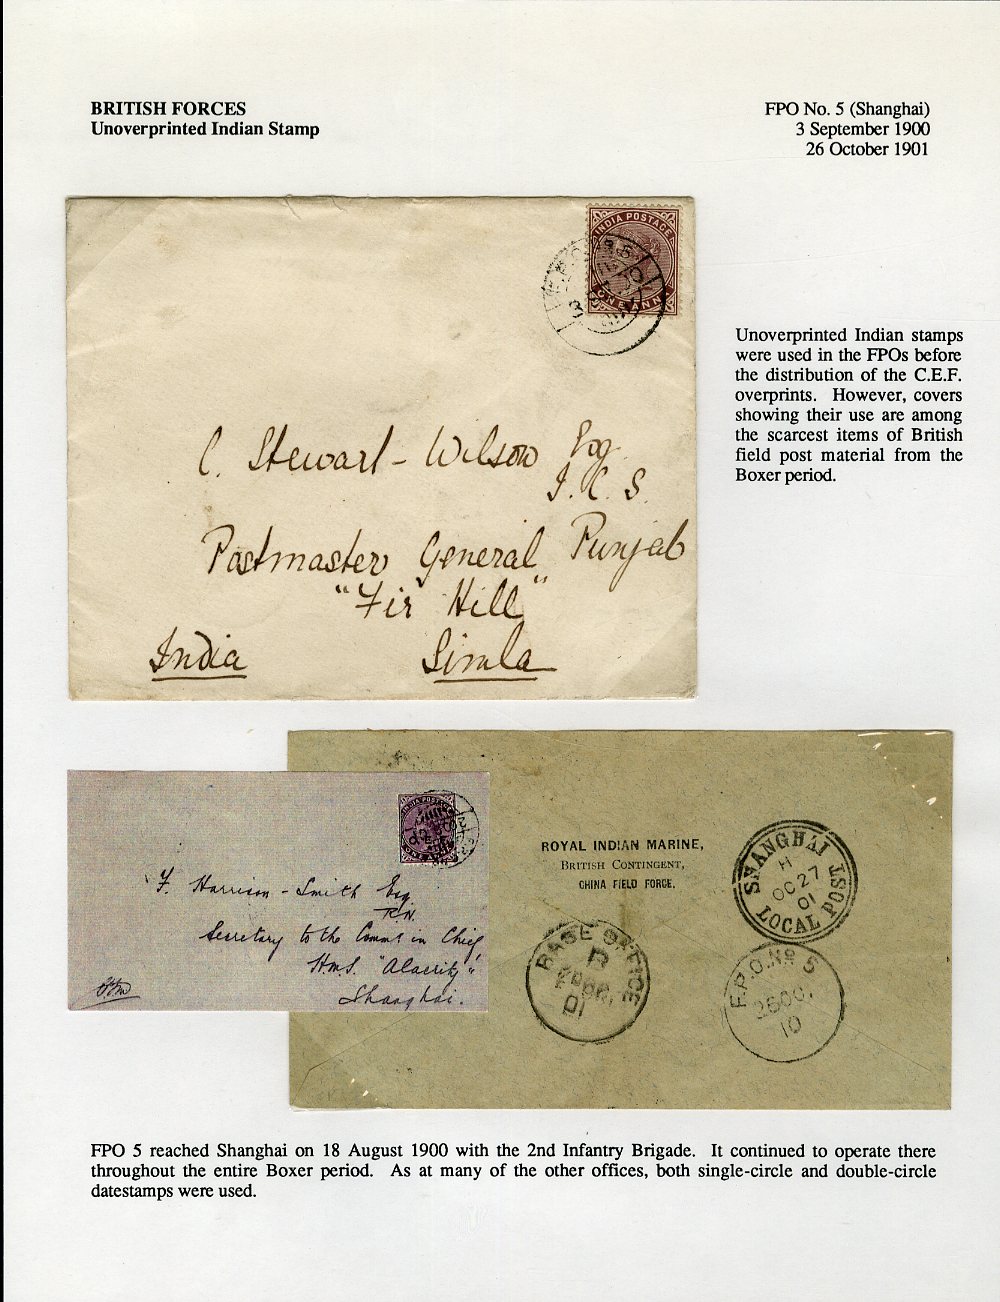 BRITISH FORCES
Unoverprinted Indian Stamp
FPO No. 5 (Shanghai)
3 September 1900
26 October 1901
INDIA POSTAGE
ONE ANNA
F.P.O. No. 5
C. Stewart-Wilson Esq
I.C.S.
Postmaster General Punjab
"Fir Hill"
India Simla
Unoverprinted Indian stamps
were used in the FPOs before
the distribution of the C.E.F.
overprints. However, covers
showing their use are among
the scarcest items of British
field post material from the
Boxer period.
INDIA POSTAGE
F. Harrison-Smith Esq
R.N.
Secretary to the Commr in Chief
H.M.S. "Alacrity"
Shanghai.
ROYAL INDIAN MARINE,
BRITISH CONTINGENT,
CHINA FIELD FORCE.
SHANGHAI
H
OC 27
01
LOCAL POST
BASE OFFICE
B
01
F.P.O. No 5
10
FPO 5 reached Shanghai on 18 August 1900 with the 2nd Infantry Brigade. It continued to operate there
throughout the entire Boxer period. As at many of the other offices, both single-circle and double-circle
datestamps were used.